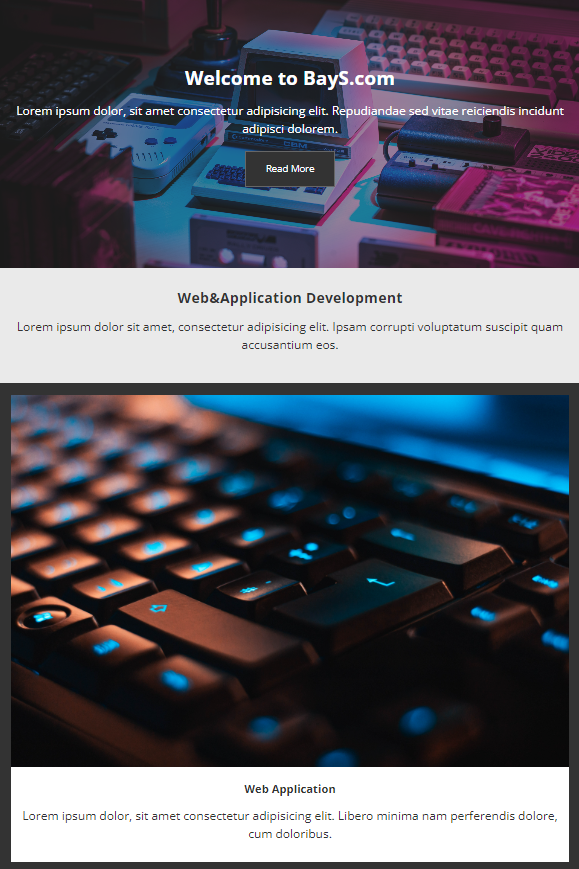 Welcome to BayS.com
Lorem ipsum dolor, sit amet consectetur adipisicing elit. Repudiandae sed vitae reiciendis incidunt
adipisci dolorem.
Read More
Web&Application Development
Lorem ipsum dolor sit amet, consectetur adipisicing elit. Ipsam corrupti voluptatum suscipit quam
accusantium eos.
Web Application
Lorem ipsum dolor, sit amet consectetur adipisicing elit. Libero minima nam perferendis dolore,
cum doloribus.